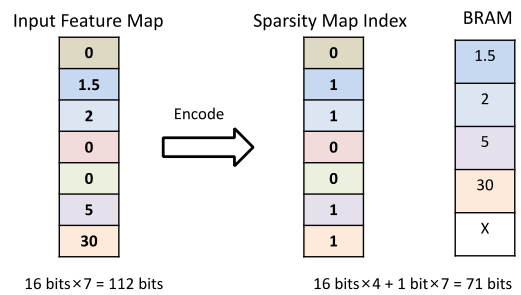 Input Feature Map
0
1.5
2
0
0
5
30
16 bits×7 = 112 bits
Encode
Sparsity Map Index
0
1
1
0
0
1
1
BRAM
1.5
2
5
30
X
16 bits×4 + 1 bit×7 = 71 bits